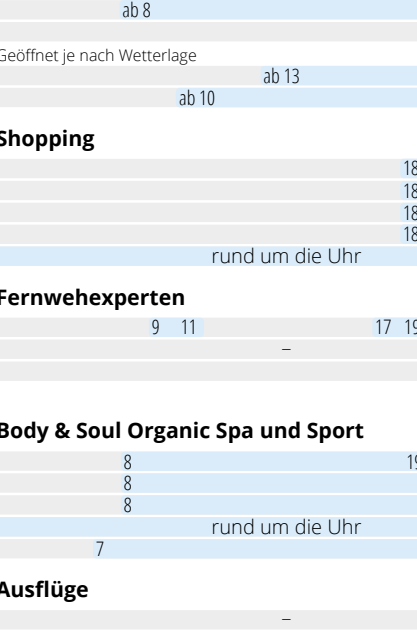 ab 8
Geöffnet je nach Wetterlage
ab 13
ab 10
Shopping
18
18
18
18
rund um die Uhr
Fernwehexperten
9 11 17 19
–
Body & Soul Organic Spa und Sport
8 19
8
8
rund um die Uhr
7
Ausflüge
–